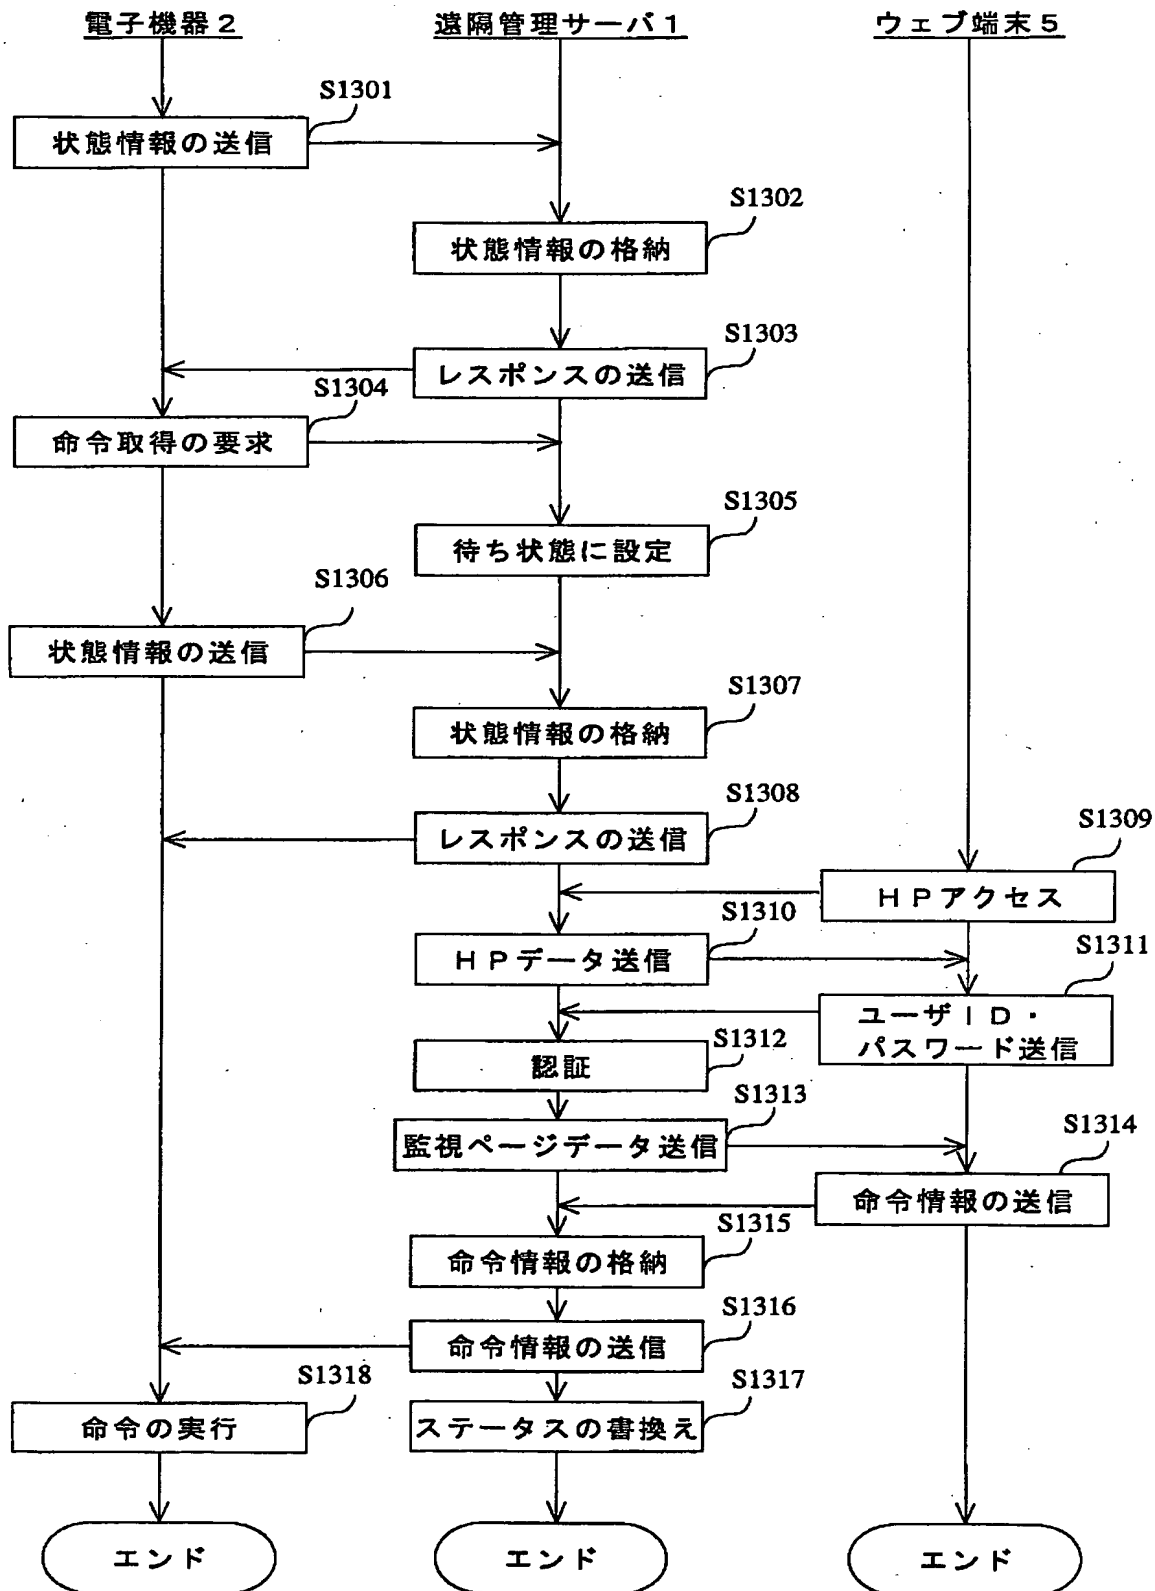 電子機器2
遠隔管理サーバ1
ウェブ端末5
S1301
状態情報の送信
S1302
状態情報の格納
S1303
レスポンスの送信
S1304
命令取得の要求
S1305
待ち状態に設定
S1306
状態情報の送信
S1307
状態情報の格納
S1308
レスポンスの送信
S1309
HPアクセス
S1310
HPデータ送信
S1311
ユーザID・
パスワード送信
S1312
認証
S1313
監視ページデータ送信
S1314
命令情報の送信
S1315
命令情報の格納
S1316
命令情報の送信
S1317
ステータスの書換え
S1318
命令の実行
エンド
エンド
エンド